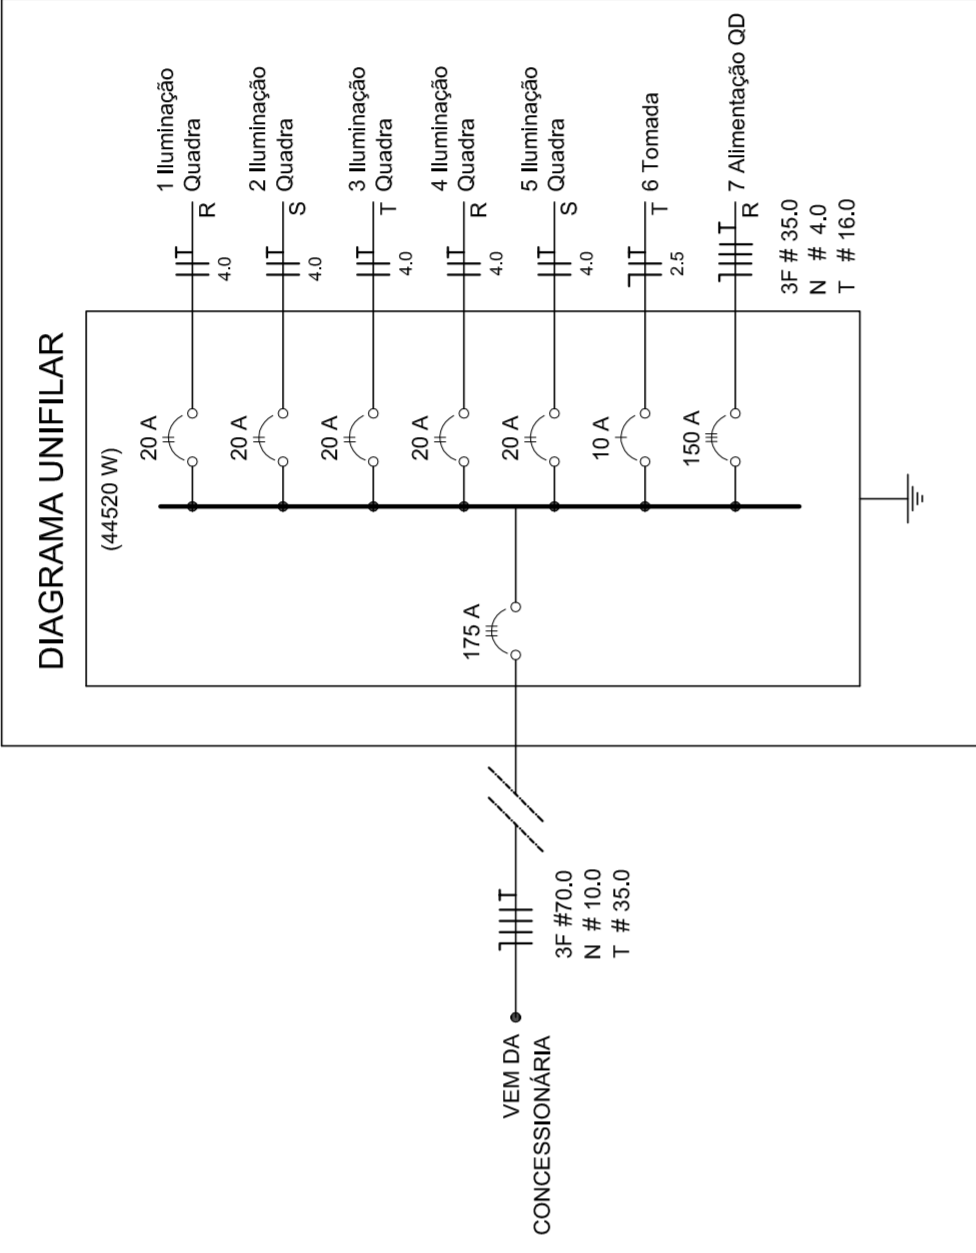 DIAGRAMA UNIFILAR
(44520 W)
20 A
4.0
R
1 Iluminação
Quadra
20 A
4.0
S
2 Iluminação
Quadra
20 A
4.0
T
3 Iluminação
Quadra
20 A
4.0
R
4 Iluminação
Quadra
20 A
4.0
S
5 Iluminação
Quadra
10 A
2.5
T
6 Tomada
150 A
R
7 Alimentação QD
3F # 35.0
N # 4.0
T # 16.0
175 A
3F #70.0
N # 10.0
T # 35.0
VEM DA
CONCESSIONÁRIA